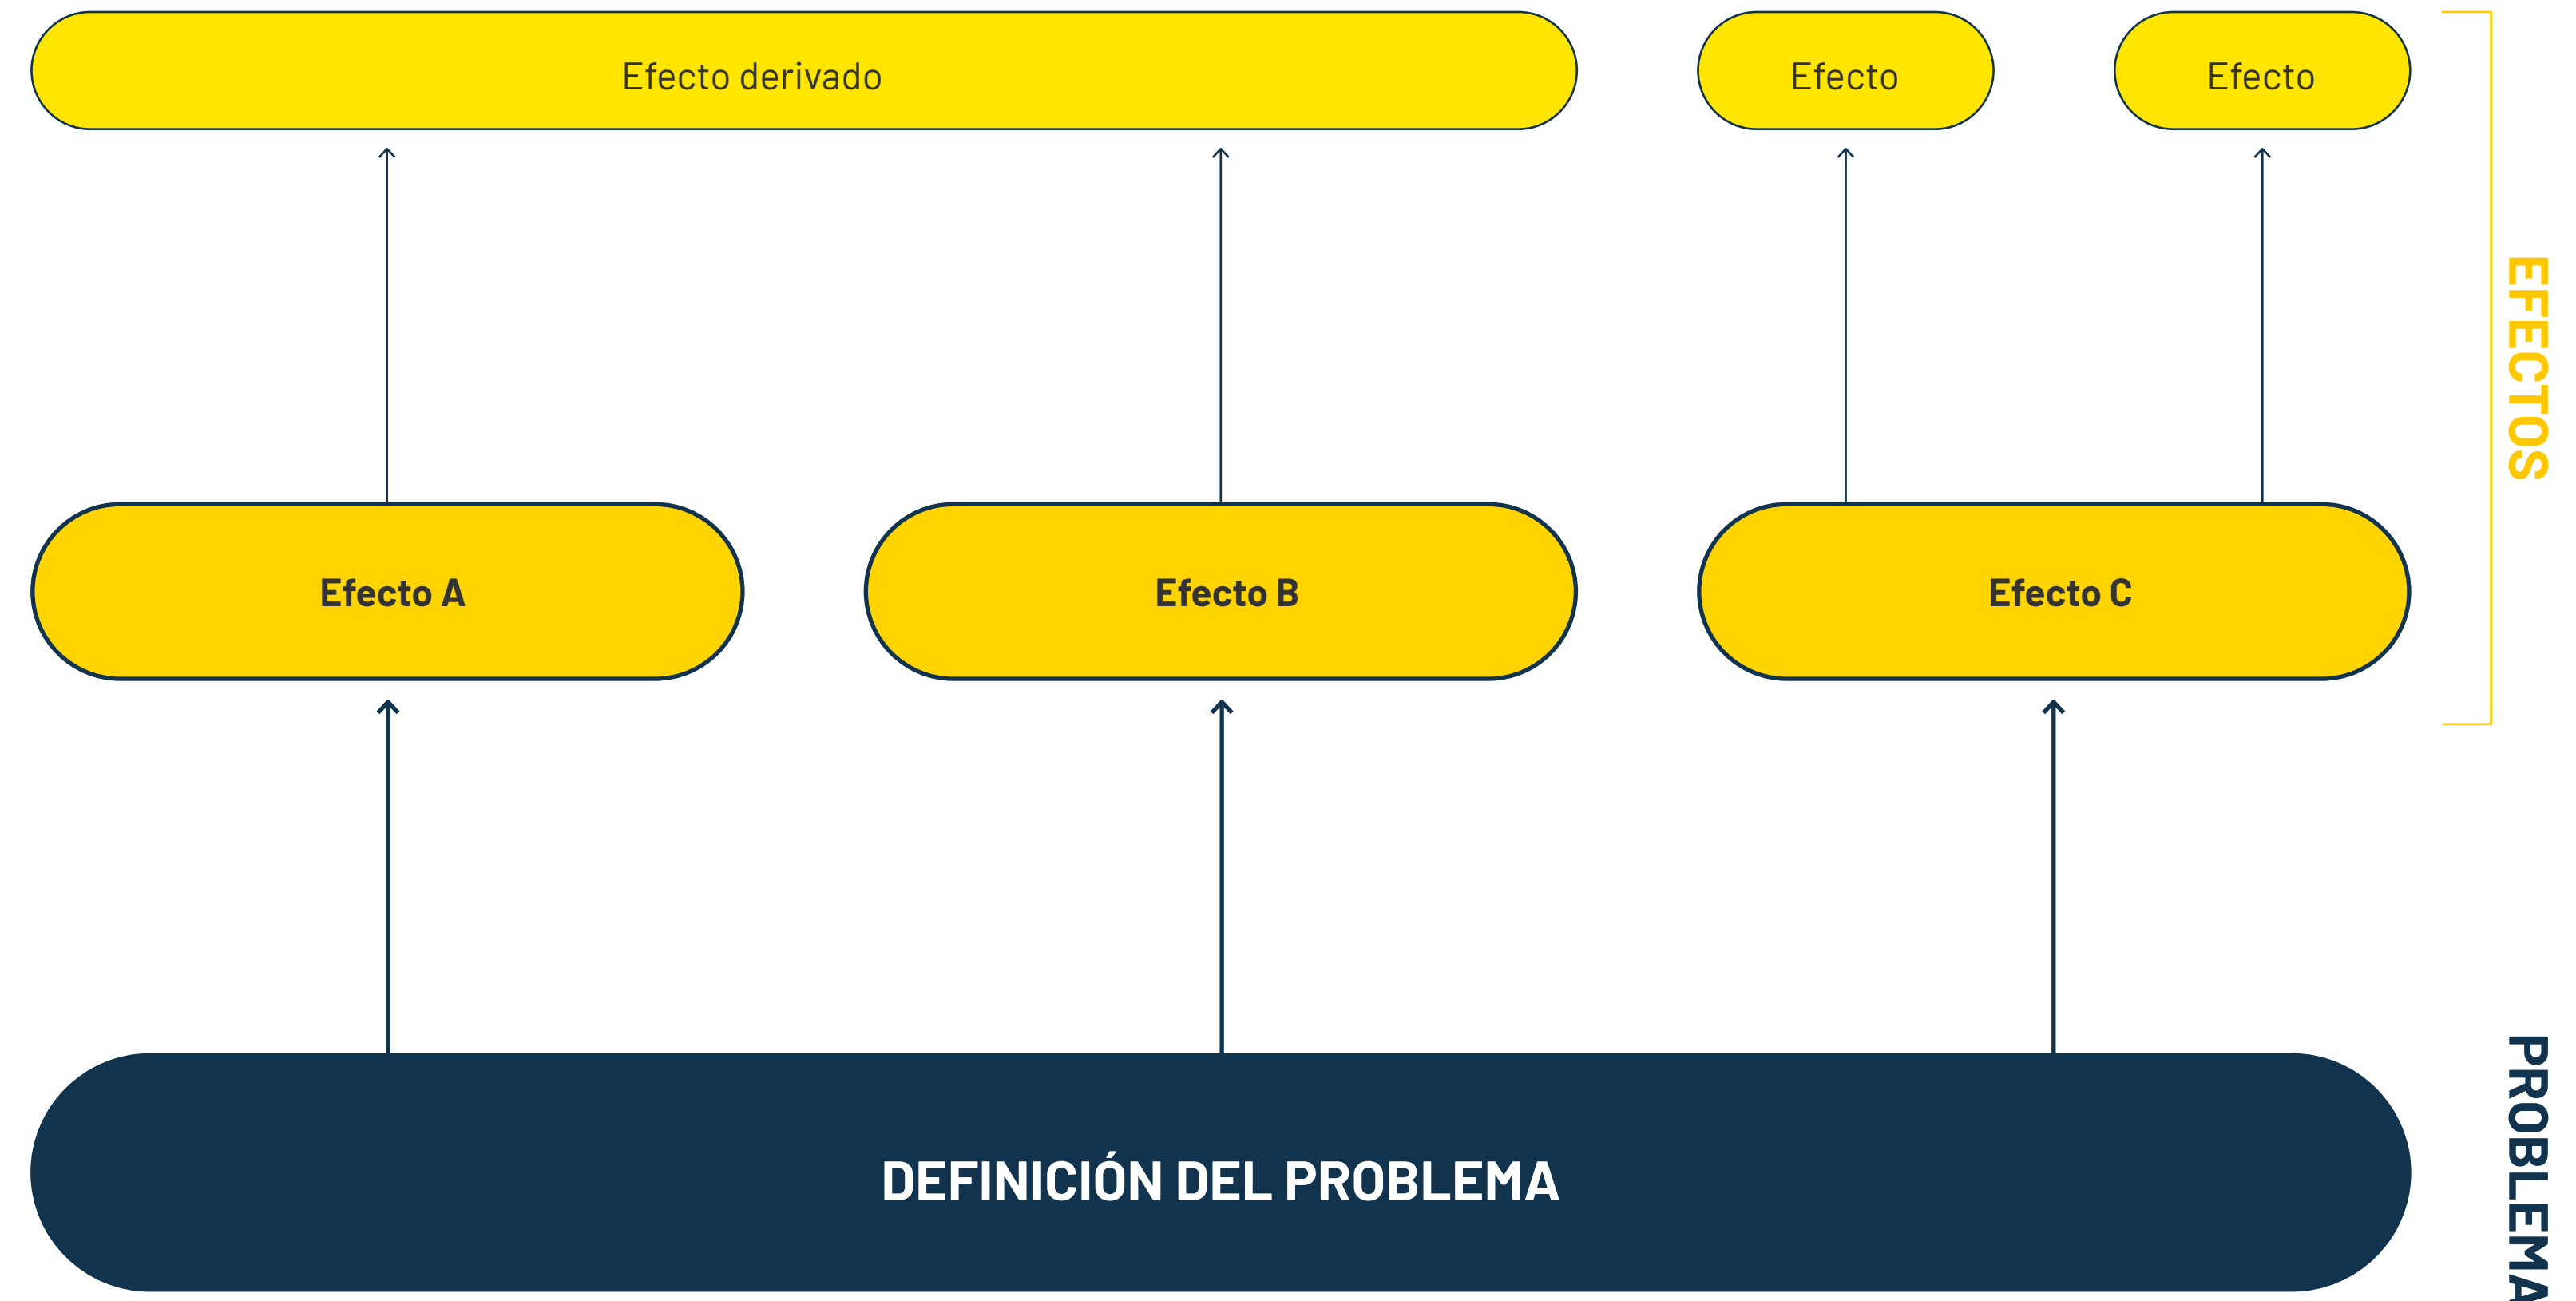 Efecto derivado
Efecto
Efecto
EFECTOS
Efecto A
Efecto B
Efecto C
DEFINICIÓN DEL PROBLEMA
PROBLEMA